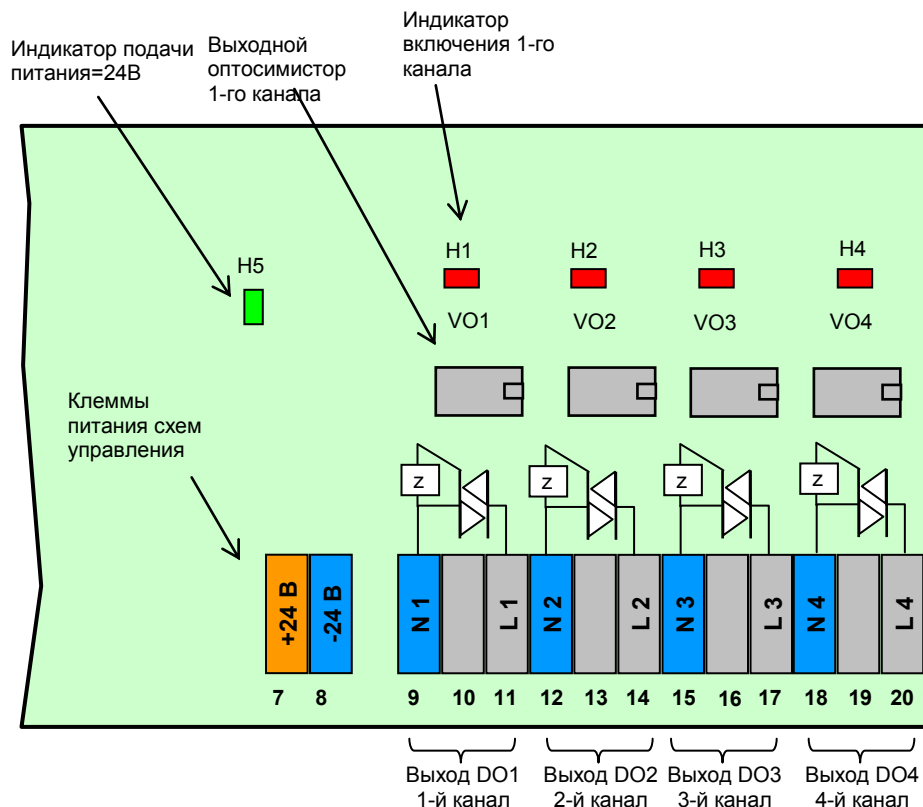 Индикатор подачи
питания=24В
Выходной
оптосимистор
1-го канала
Индикатор
включения 1-го
канала
H5
H1
H2
H3
H4
VO1
VO2
VO3
VO4
Клеммы
питания схем
управления
z
z
z
z
+24 В
-24 В
N 1
L 1
N 2
L 2
N 3
L 3
N 4
L 4
7
8
9
10
11
12
13
14
15
16
17
18
19
20
Выход DO1
1-й канал
Выход DO2
2-й канал
Выход DO3
3-й канал
Выход DO4
4-й канал